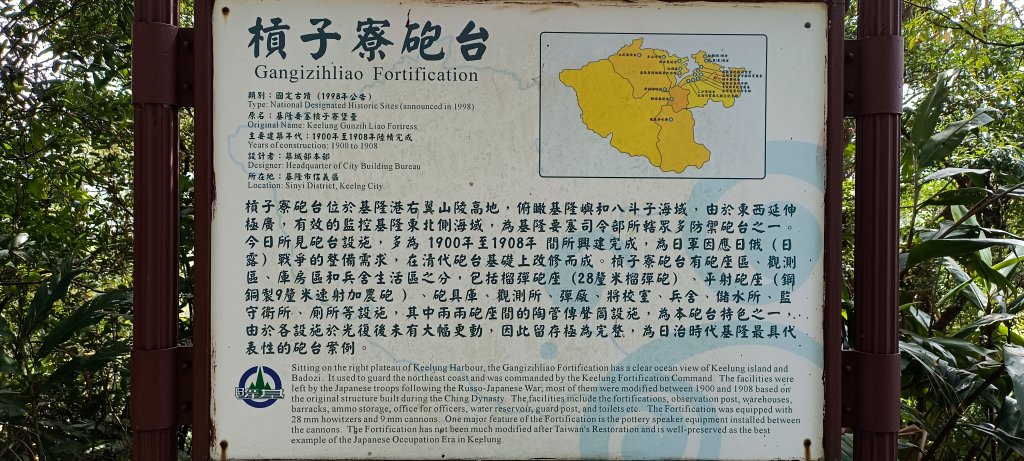 槓子寮砲台
Gangizihliao Fortification
類別：國定古蹟（1998年公告）
Type: National Designated Historic Sites (announced in 1998)
原名：基隆要塞槓子寮堡壘
Original Name: Keelung Gunzih Liao Fortress
主要建築年代：1900年至1908年陸續完成
Years of construction: 1900 to 1908
設計者：築城部本部
Designer: Headquarter of City Building Bureau
所在地：基隆市信義區
Location: Sinyi District, Keelng City.
槓子寮砲台位於基隆港右翼山陵高地，俯瞰基隆嶼和八斗子海域，由於東西延伸
極廣，有效的監控基隆東北側海域，為基隆要塞司令部所轄眾多防禦砲台之一。
今日所見砲台設施，多為 1900年至1908年 間所興建完成，為日軍因應日俄（日
露）戰爭的整備需求，在清代砲台基礎上改修而成。槓子寮砲台有砲座區、觀測
區、庫房區和兵舍生活區之分，包括榴彈砲座（28厘米榴彈砲）、平射砲座（鋼
銅製9厘米速射加農砲 ）、砲具庫、觀測所、彈廠、將校室、兵舍、儲水所、監
守衛所、廁所等設施，其中兩兩砲座間的陶管傳聲筒設施，為本砲台特色之一，
由於各設施於光復後未有大幅更動，因此留存極為完整，為日治時代基隆最具代
表性的砲台案例。
Sitting on the right plateau of Keelung Harbour, the Gangizihliao Fortification has a clear ocean view of Keelung island and
Badozi. It used to guard the northeast coast and was commanded by the Keelung Fortification Command. The facilities were
left by the Japanese troops following the Russo-Japanese War; most of them were modified between 1900 and 1908 based on
the original structure built during the Ching Dynasty. The facilities include the fortifications, observation post, warehouses,
barracks, ammo storage, office for officers, water reservoir, guard post, and toilets etc. The Fortification was equipped with
28 mm howitzers and 9 mm cannons. One major feature of the Fortification is the pottery speaker equipment installed between
the cannons. The Fortification has not been much modified after Taiwan's Restoration and is well-preserved as the best
example of the Japanese Occupation Era in Keelung.